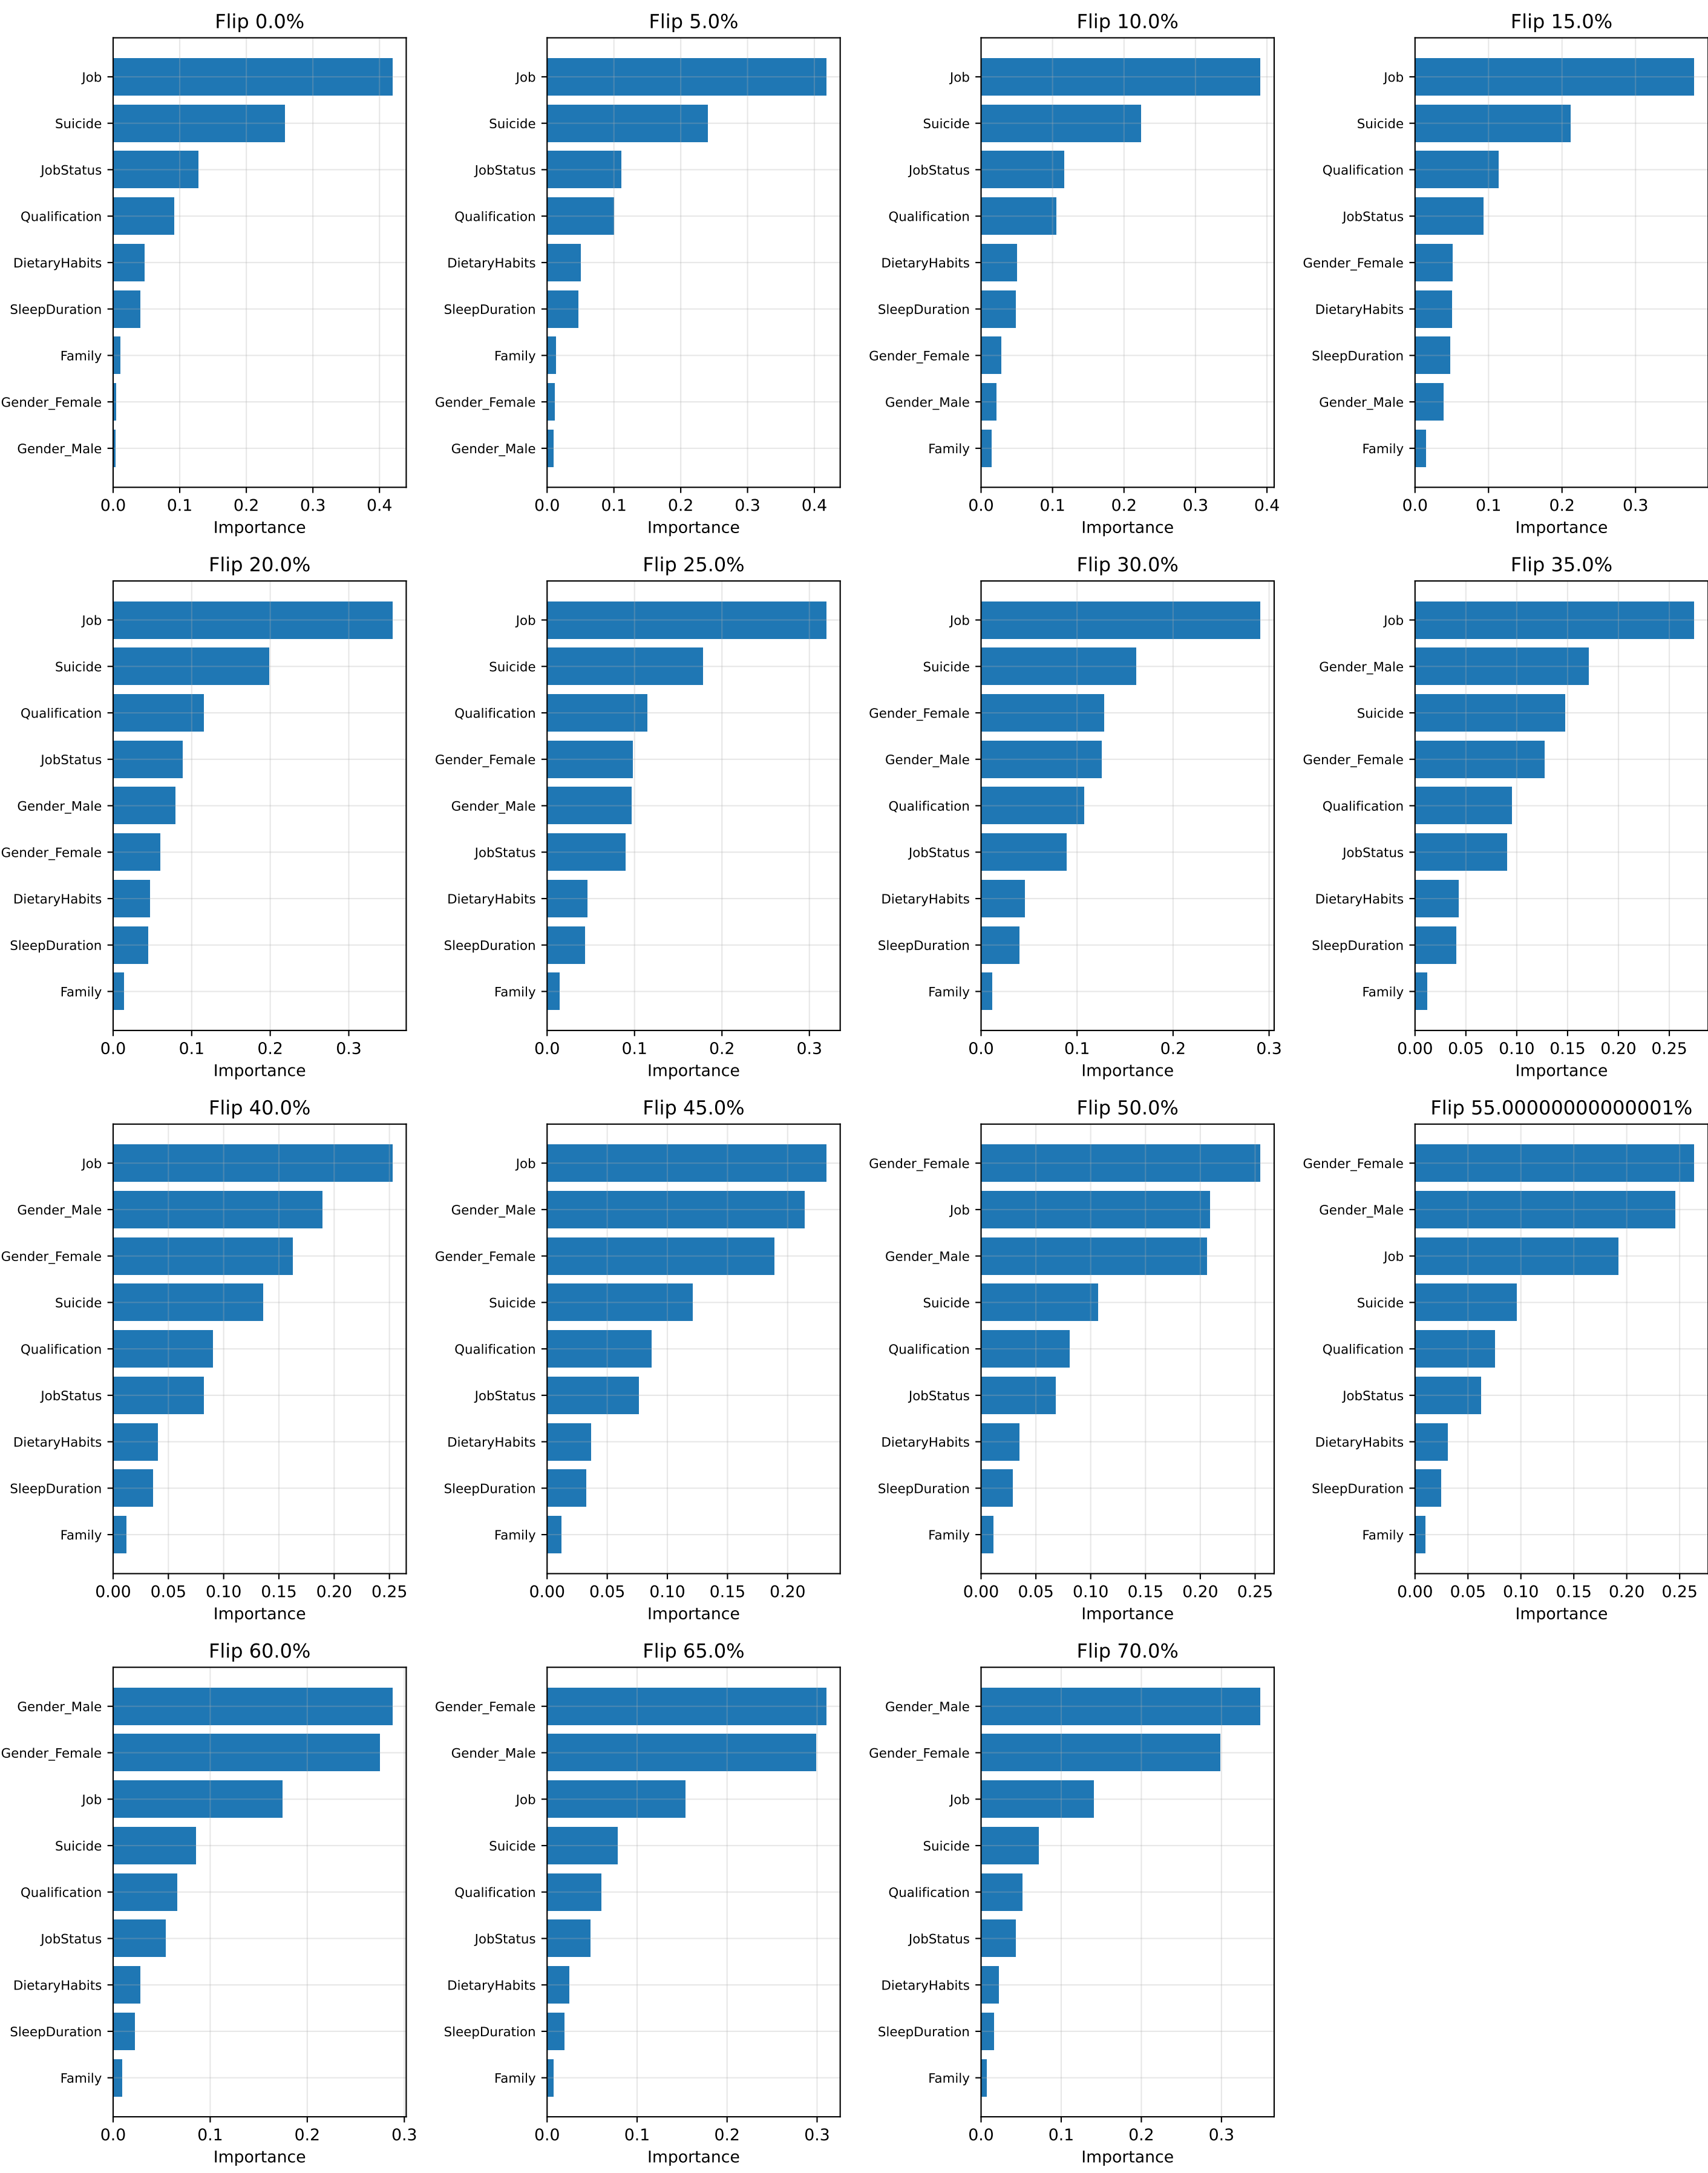 Flip 0.0%
Job
Suicide
JobStatus
Qualification
DietaryHabits
SleepDuration
Family
Gender_Female
Gender_Male
0.0 0.1 0.2 0.3 0.4
Importance
Flip 5.0%
Job
Suicide
JobStatus
Qualification
DietaryHabits
SleepDuration
Family
Gender_Female
Gender_Male
0.0 0.1 0.2 0.3 0.4
Importance
Flip 10.0%
Job
Suicide
JobStatus
Qualification
DietaryHabits
SleepDuration
Gender_Female
Gender_Male
Family
0.0 0.1 0.2 0.3 0.4
Importance
Flip 15.0%
Job
Suicide
Qualification
JobStatus
Gender_Female
DietaryHabits
SleepDuration
Gender_Male
Family
0.0 0.1 0.2 0.3
Importance
Flip 20.0%
Job
Suicide
Qualification
JobStatus
Gender_Male
Gender_Female
DietaryHabits
SleepDuration
Family
0.0 0.1 0.2 0.3
Importance
Flip 25.0%
Job
Suicide
Qualification
Gender_Female
Gender_Male
JobStatus
DietaryHabits
SleepDuration
Family
0.0 0.1 0.2 0.3
Importance
Flip 30.0%
Job
Suicide
Gender_Female
Gender_Male
Qualification
JobStatus
DietaryHabits
SleepDuration
Family
0.0 0.1 0.2 0.3
Importance
Flip 35.0%
Job
Gender_Male
Suicide
Gender_Female
Qualification
JobStatus
DietaryHabits
SleepDuration
Family
0.00 0.05 0.10 0.15 0.20 0.25
Importance
Flip 40.0%
Job
Gender_Male
Gender_Female
Suicide
Qualification
JobStatus
DietaryHabits
SleepDuration
Family
0.00 0.05 0.10 0.15 0.20 0.25
Importance
Flip 45.0%
Job
Gender_Male
Gender_Female
Suicide
Qualification
JobStatus
DietaryHabits
SleepDuration
Family
0.00 0.05 0.10 0.15 0.20
Importance
Flip 50.0%
Gender_Female
Job
Gender_Male
Suicide
Qualification
JobStatus
DietaryHabits
SleepDuration
Family
0.00 0.05 0.10 0.15 0.20 0.25
Importance
Flip 55.00000000000001%
Gender_Female
Gender_Male
Job
Suicide
Qualification
JobStatus
DietaryHabits
SleepDuration
Family
0.00 0.05 0.10 0.15 0.20 0.25
Importance
Flip 60.0%
Gender_Male
Gender_Female
Job
Suicide
Qualification
JobStatus
DietaryHabits
SleepDuration
Family
0.0 0.1 0.2 0.3
Importance
Flip 65.0%
Gender_Female
Gender_Male
Job
Suicide
Qualification
JobStatus
DietaryHabits
SleepDuration
Family
0.0 0.1 0.2 0.3
Importance
Flip 70.0%
Gender_Male
Gender_Female
Job
Suicide
Qualification
JobStatus
DietaryHabits
SleepDuration
Family
0.0 0.1 0.2 0.3
Importance